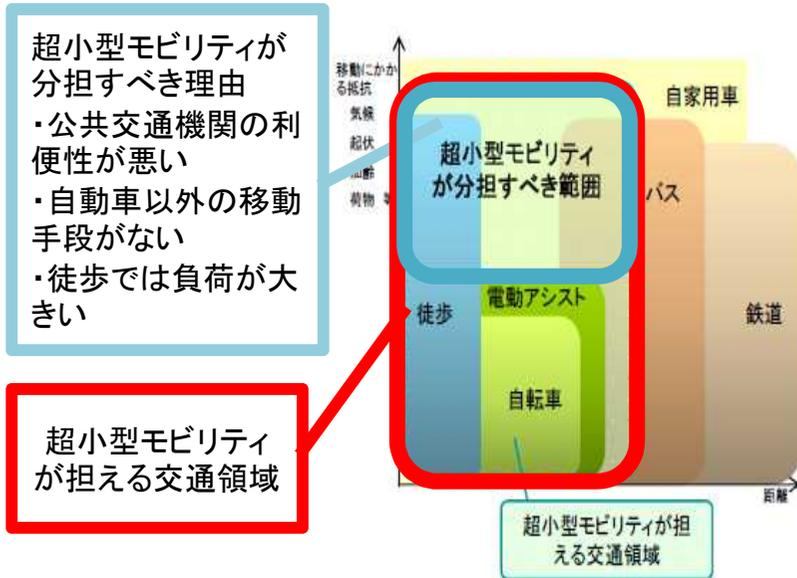 超小型モビリティが
分担すべき理由
・公共交通機関の利
便性が悪い
・自動車以外の移動
手段がない
・徒歩では負荷が大
きい
超小型モビリティ
が担える交通領域
移動にかか
る抵抗
気候
起伏
荷物
自家用車
超小型モビリティ
が分担すべき範囲
バス
電動アシスト
徒歩
鉄道
自転車
距離
超小型モビリティが担
える交通領域